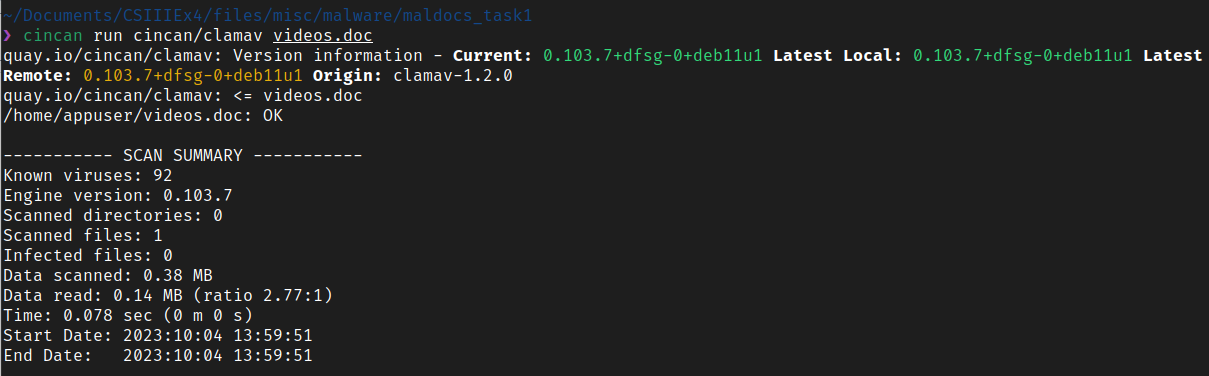 ~/Documents/CSIIIEx4/files/misc/malware/maldocs_task1
❯ cincan run cincan/clamav videos.doc
quay.io/cincan/clamav: Version information - Current: 0.103.7+dfsg-0+deb11u1 Latest Local: 0.103.7+dfsg-0+deb11u1 Latest
Remote: 0.103.7+dfsg-0+deb11u1 Origin: clamav-1.2.0
quay.io/cincan/clamav: <= videos.doc
/home/appuser/videos.doc: OK
----------- SCAN SUMMARY -----------
Known viruses: 92
Engine version: 0.103.7
Scanned directories: 0
Scanned files: 1
Infected files: 0
Data scanned: 0.38 MB
Data read: 0.14 MB (ratio 2.77:1)
Time: 0.078 sec (0 m 0 s)
Start Date: 2023:10:04 13:59:51
End Date:   2023:10:04 13:59:51